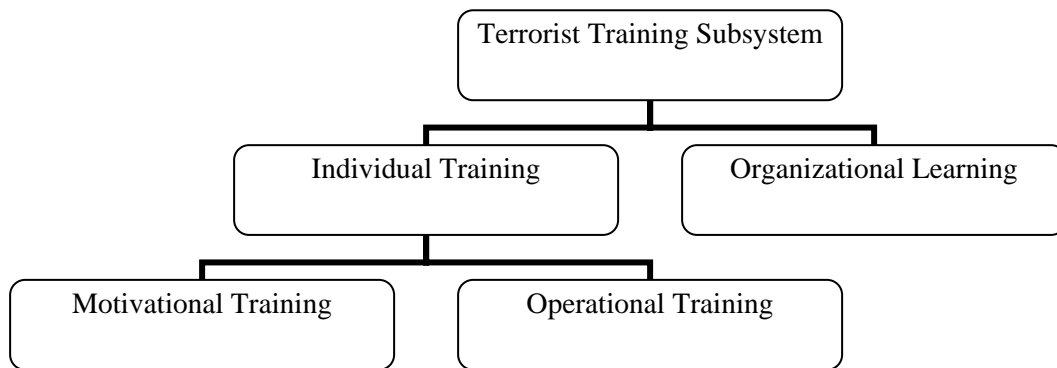 Terrorist Training Subsystem
Individual Training
Organizational Learning
Motivational Training
Operational Training